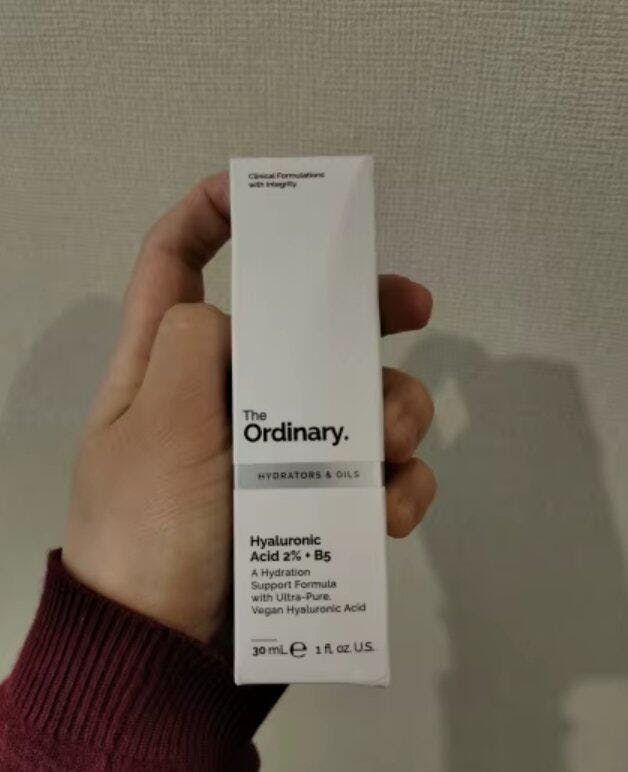 Clinical Formulations
with Integrity.
The
Ordinary.
HYDRATORS & OILS
Hyaluronic
Acid 2% + B5
A Hydration
Support Formula
with Ultra-Pure,
Vegan Hyaluronic Acid
30 mL ℮ 1 fl. oz. U.S.